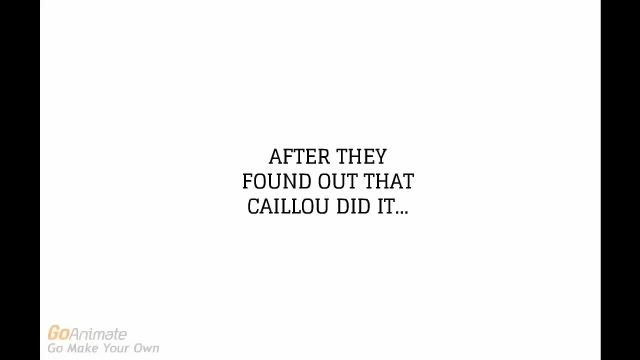 AFTER THEY
FOUND OUT THAT
CAILLOU DID IT...
GoAnimate
Go Make Your Own